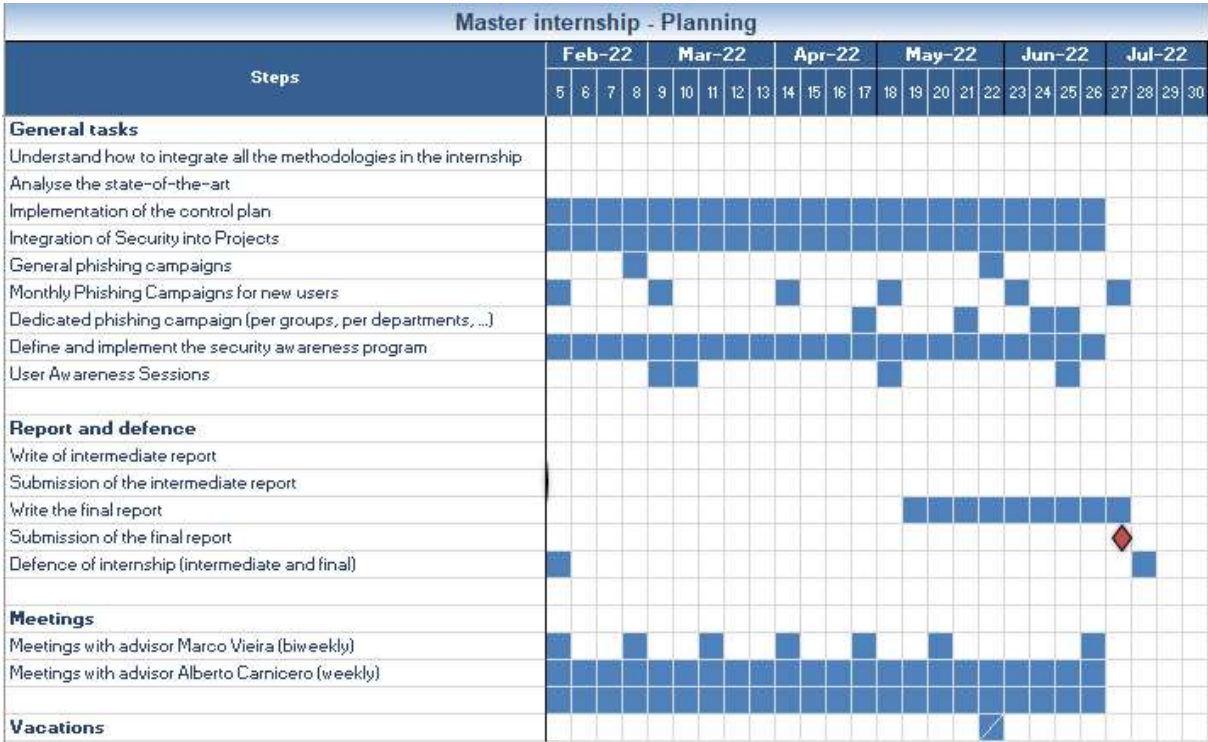 Master internship - Planning
Feb-22 Mar-22 Apr-22 May-22 Jun-22 Jul-22
Steps
5 6 7 8 9 10 11 12 13 14 15 16 17 18 19 20 21 22 23 24 25 26 27 28 29 30
General tasks
Understand how to integrate all the methodologies in the internship
Analyse the state-of-the-art
Implementation of the control plan
Integration of Security into Projects
General phishing campaigns
Monthly Phishing Campaigns for new users
Dedicated phishing campaign (per groups, per departments, ...)
Define and implement the security awareness program
User Awareness Sessions
Report and defence
Write of intermediate report
Submission of the intermediate report
Write the final report
Submission of the final report
Defence of internship (intermediate and final)
Meetings
Meetings with advisor Marco Vieira (biweekly)
Meetings with advisor Alberto Carnicero (weekly)
Vacations